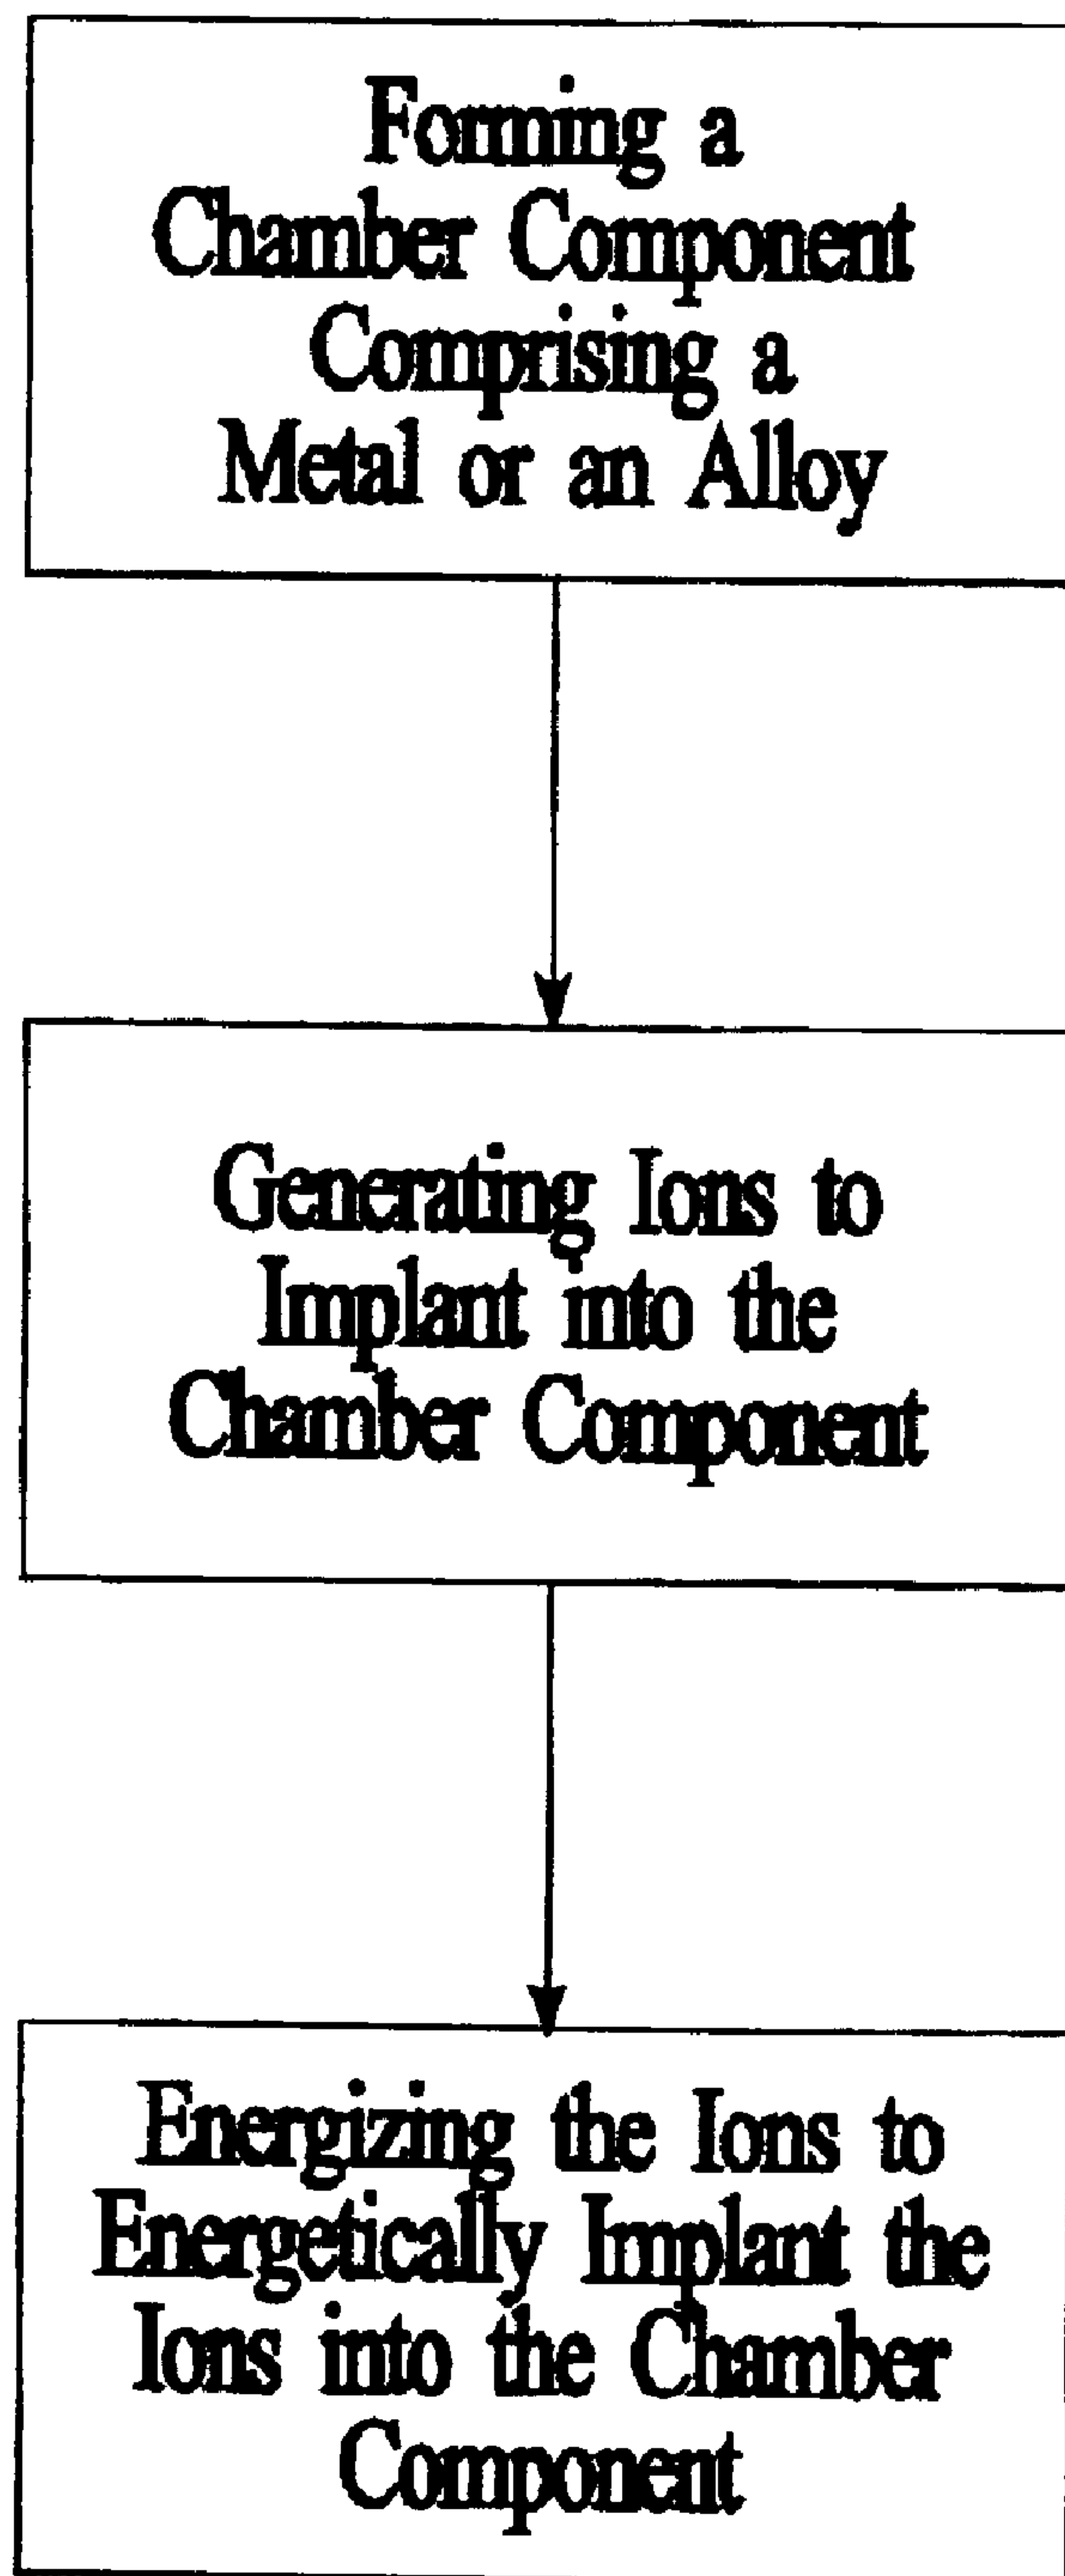 Forming a
Chamber Component
Comprising a
Metal or an Alloy
Generating Ions to
Implant into the
Chamber Component
Energizing the Ions to
Energetically Implant the
Ions into the Chamber
Component